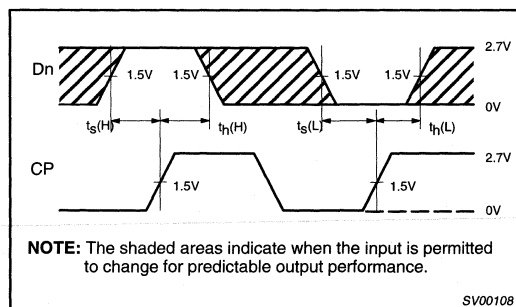 2.7V
Dn
1.5V 1.5V 1.5V 1.5V
0V
ts(H) th(H) ts(L) th(L)
2.7V
CP
1.5V 1.5V
0V
NOTE: The shaded areas indicate when the input is permitted
to change for predictable output performance.
SV00108